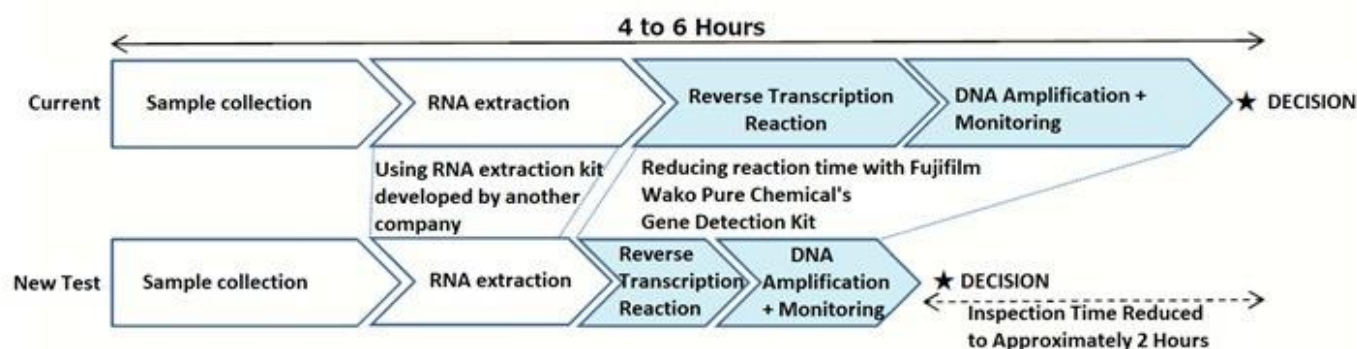 4 to 6 Hours
Current
Sample collection
RNA extraction
Reverse Transcription
Reaction
DNA Amplification +
Monitoring
★ DECISION
Using RNA extraction kit
developed by another
company
Reducing reaction time with Fujifilm
Wako Pure Chemical's
Gene Detection Kit
New Test
Sample collection
RNA extraction
Reverse
Transcription
Reaction
DNA
Amplification
+ Monitoring
★ DECISION
Inspection Time Reduced
to Approximately 2 Hours